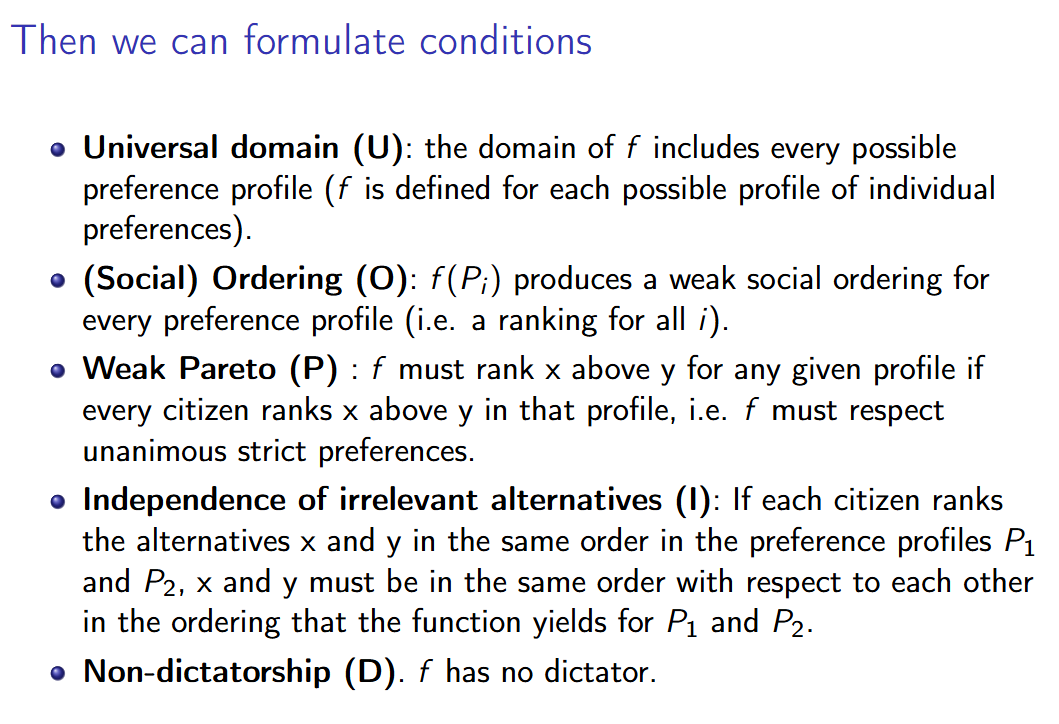 Then we can formulate conditions
• Universal domain (U): the domain of f includes every possible
preference profile (f is defined for each possible profile of individual
preferences).
• (Social) Ordering (O): f(Pᵢ) produces a weak social ordering for
every preference profile (i.e. a ranking for all i).
• Weak Pareto (P) : f must rank x above y for any given profile if
every citizen ranks x above y in that profile, i.e. f must respect
unanimous strict preferences.
• Independence of irrelevant alternatives (I): If each citizen ranks
the alternatives x and y in the same order in the preference profiles P₁
and P₂, x and y must be in the same order with respect to each other
in the ordering that the function yields for P₁ and P₂.
• Non-dictatorship (D). f has no dictator.